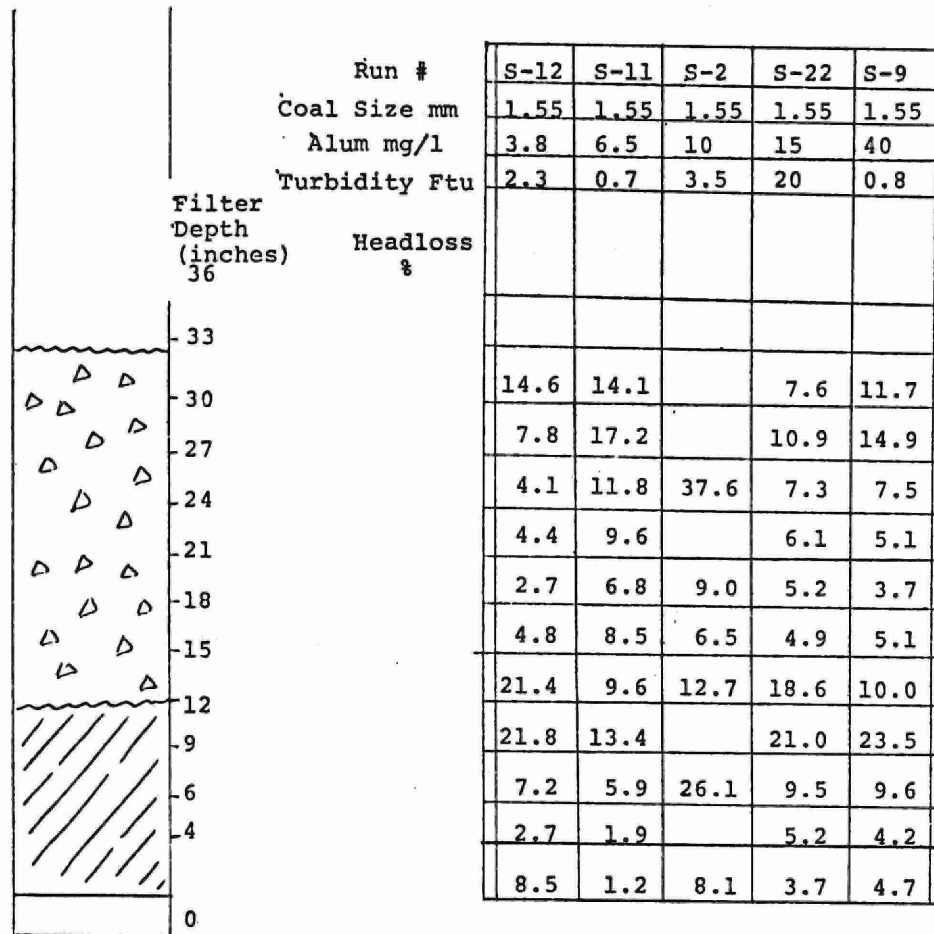 Run # S-12 S-11 S-2 S-22 S-9
Coal Size mm 1.55 1.55 1.55 1.55 1.55
Alum mg/l 3.8 6.5 10 15 40
Turbidity Ftu 2.3 0.7 3.5 20 0.8
Filter
Depth
(inches)
Headloss
%
36
33
30 14.6 14.1 7.6 11.7
27 7.8 17.2 10.9 14.9
24 4.1 11.8 37.6 7.3 7.5
21 4.4 9.6 6.1 5.1
18 2.7 6.8 9.0 5.2 3.7
15 4.8 8.5 6.5 4.9 5.1
12 21.4 9.6 12.7 18.6 10.0
9 21.8 13.4 21.0 23.5
6 7.2 5.9 26.1 9.5 9.6
4 2.7 1.9 5.2 4.2
0 8.5 1.2 8.1 3.7 4.7